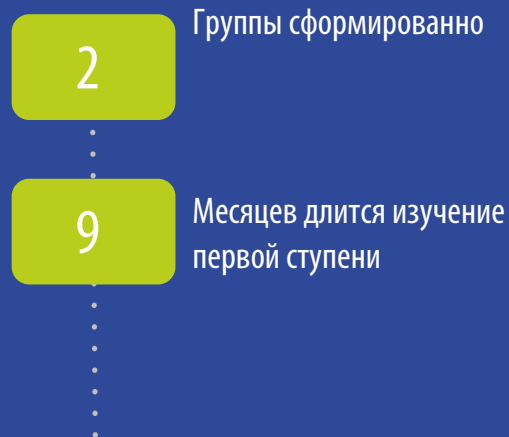 2
Группы сформированно
9
Месяцев длится изучение
первой ступени